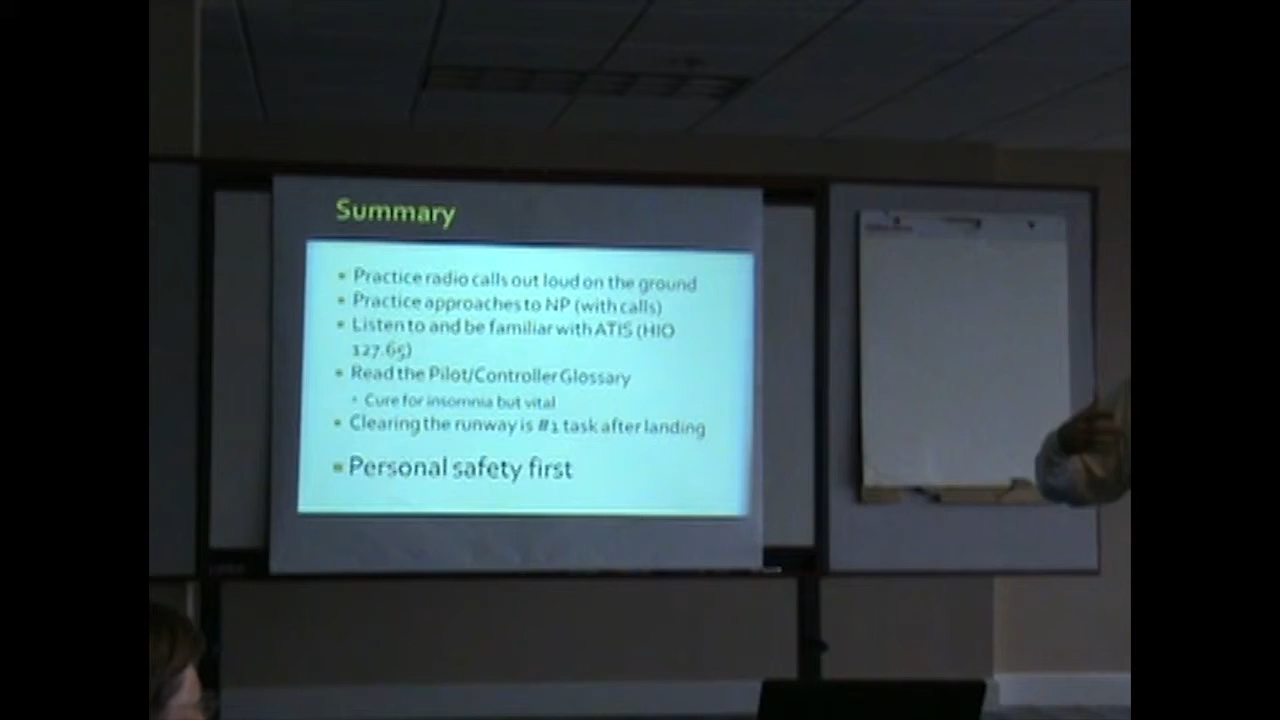 Summary
Practice radio calls out loud on the ground
Practice approaches to NP (with calls)
Listen to and be familiar with ATIS (HIO
127.65)
Read the Pilot/Controller Glossary
Cure for insomnia but vital
Clearing the runway is #1 task after landing
Personal safety first